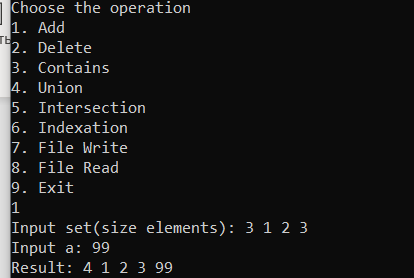 Choose the operation
1. Add
2. Delete
3. Contains
4. Union
5. Intersection
6. Indexation
7. File Write
8. File Read
9. Exit
1
Input set(size elements): 3 1 2 3
Input a: 99
Result: 4 1 2 3 99